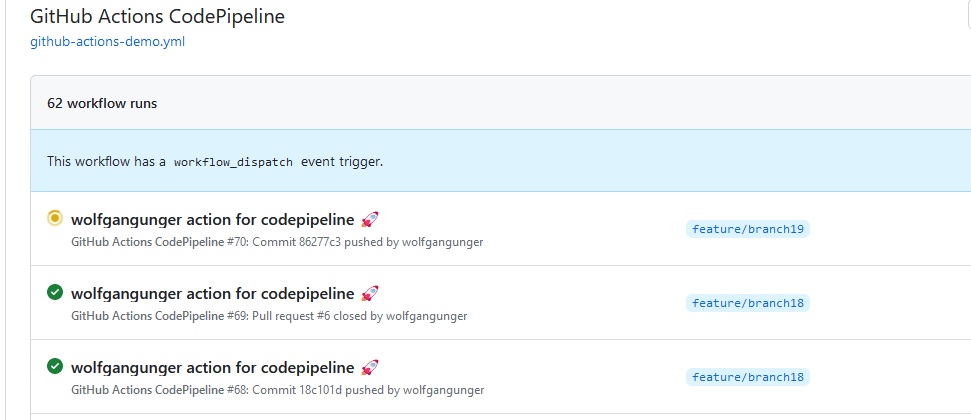 GitHub Actions CodePipeline
github-actions-demo.yml
62 workflow runs
This workflow has a workflow_dispatch event trigger.
wolfgangunger action for codepipeline 🚀
feature/branch19
GitHub Actions CodePipeline #70: Commit 86277c3 pushed by wolfgangunger
wolfgangunger action for codepipeline 🚀
feature/branch18
GitHub Actions CodePipeline #69: Pull request #6 closed by wolfgangunger
wolfgangunger action for codepipeline 🚀
feature/branch18
GitHub Actions CodePipeline #68: Commit 18c101d pushed by wolfgangunger